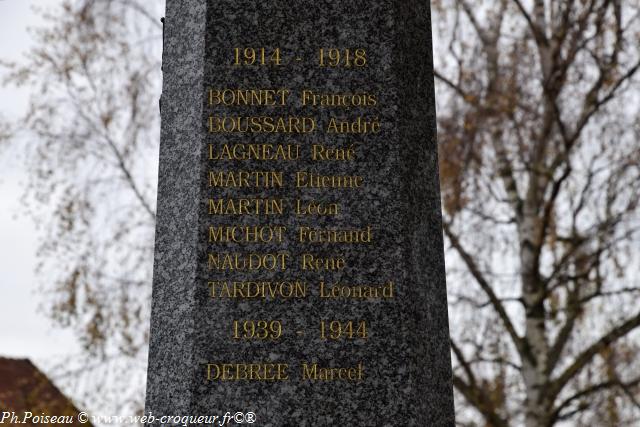 1914 - 1918
BONNET François
BOUSSARD André
LAGNEAU René
MARTIN Etienne
MARTIN Léon
MICHOT Fernand
NAUDOT René
TARDIVON Léonard
1939 - 1944
DEBREE Marcel
Ph.Poiseau ©@ web-croqueur.fr©®